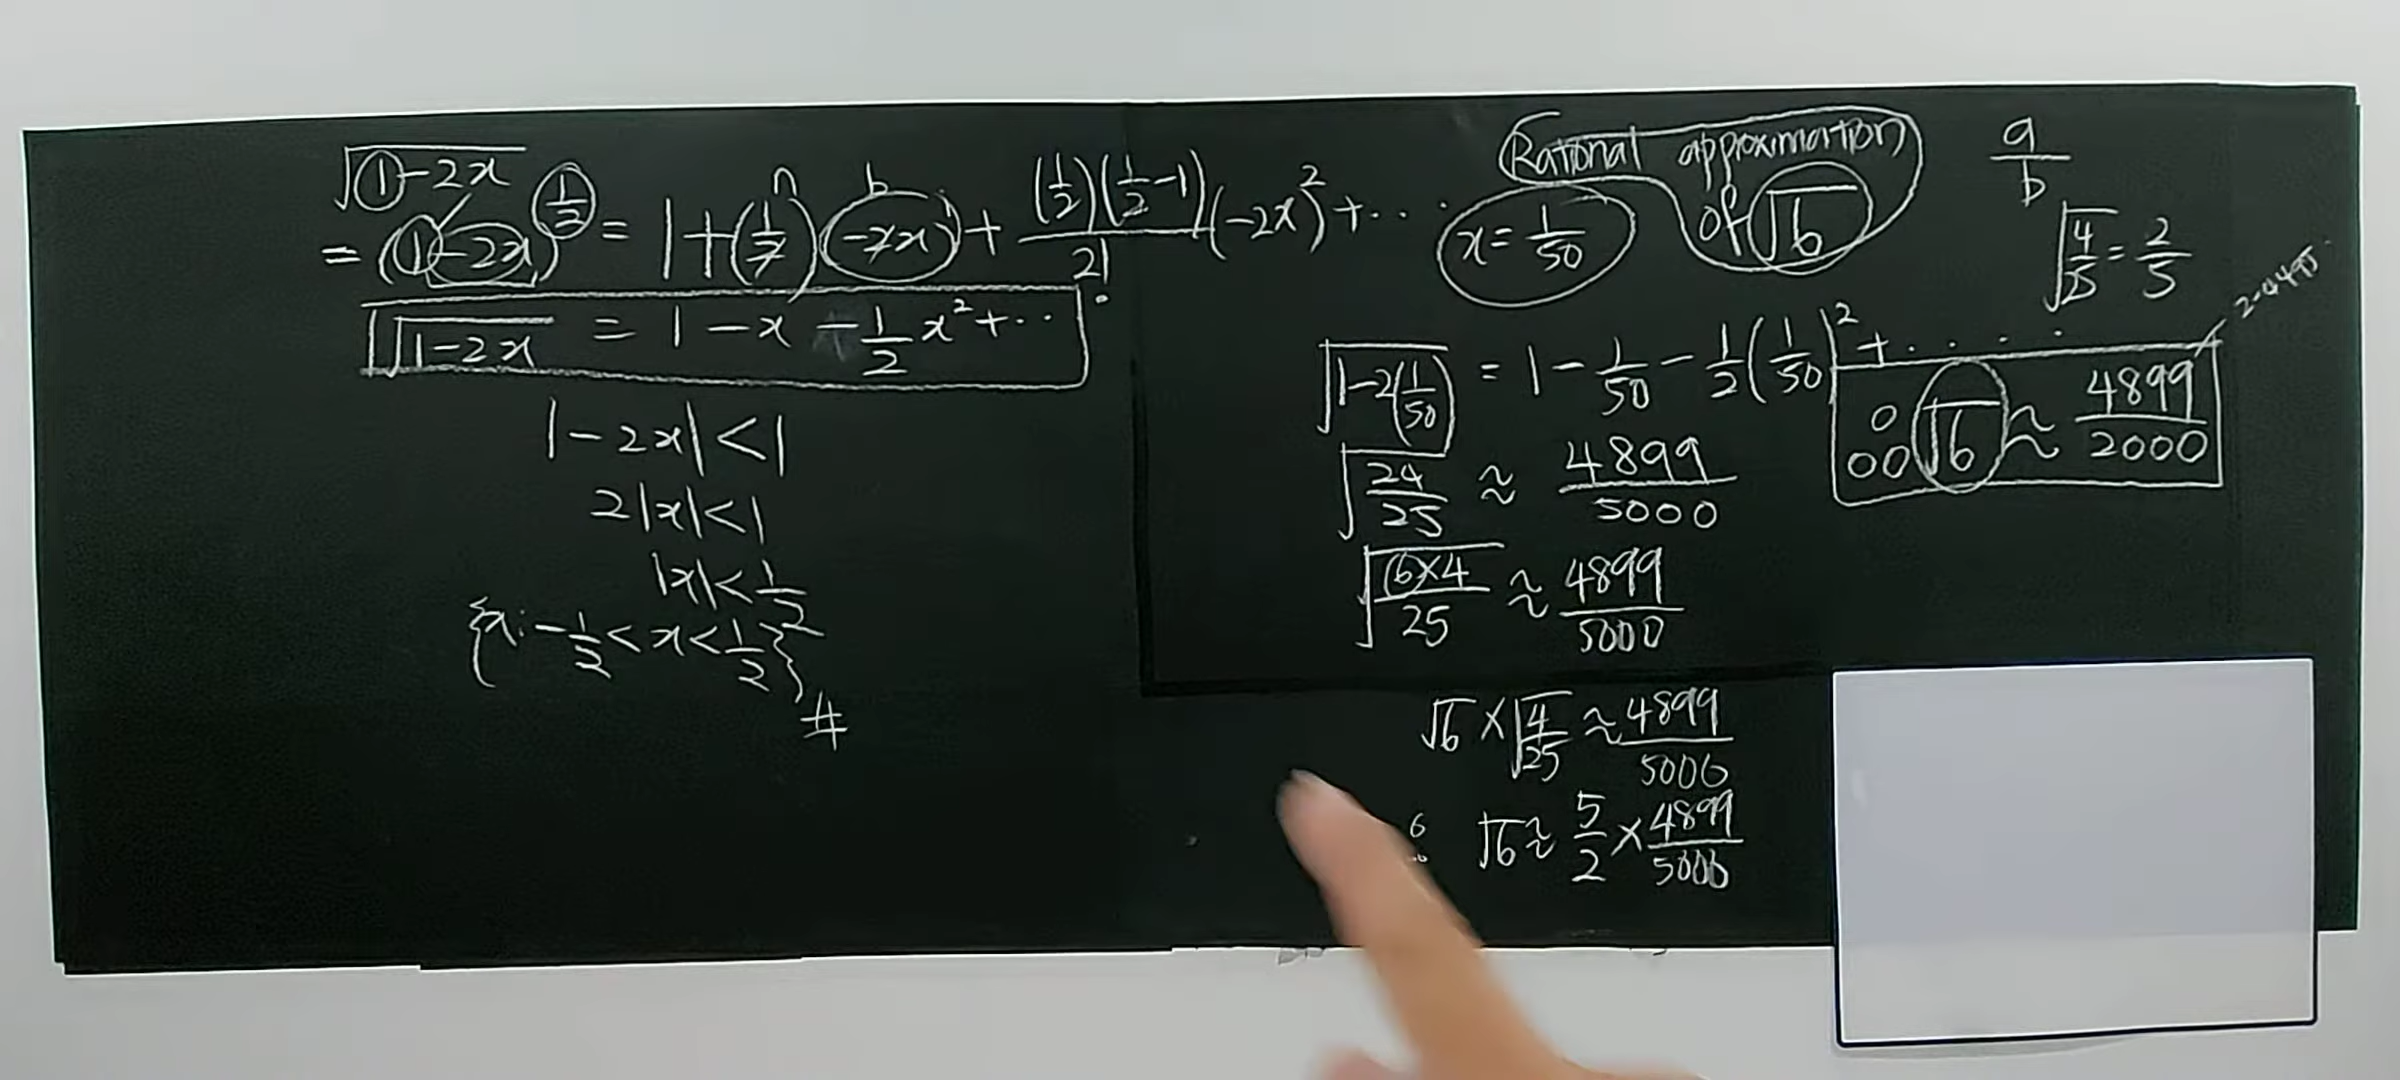 √(1-2x)
= (1-2x)^(1/2) = 1+(1/2)(-2x)+ (1/2)(1/2-1)/2! (-2x)²+...
n b
√(1-2x) = 1-x-1/2 x²+..
|-2x|<1
2|x|<1
|x|<1/2
{x:-1/2<x<1/2}
#
Rational approximation
of √6
x=1/50
a/b
√(4/25)=2/5
√(1-2(1/50)) = 1-1/50-1/2(1/50)²+.....
√(24/25) ≈ 4899/5000
√(6×4/25) ≈ 4899/5000
√6×√(4/25) ≈ 4899/5000
√6≈ 5/2 × 4899/5000
∴ √6 ≈ 4899/2000
2.4495